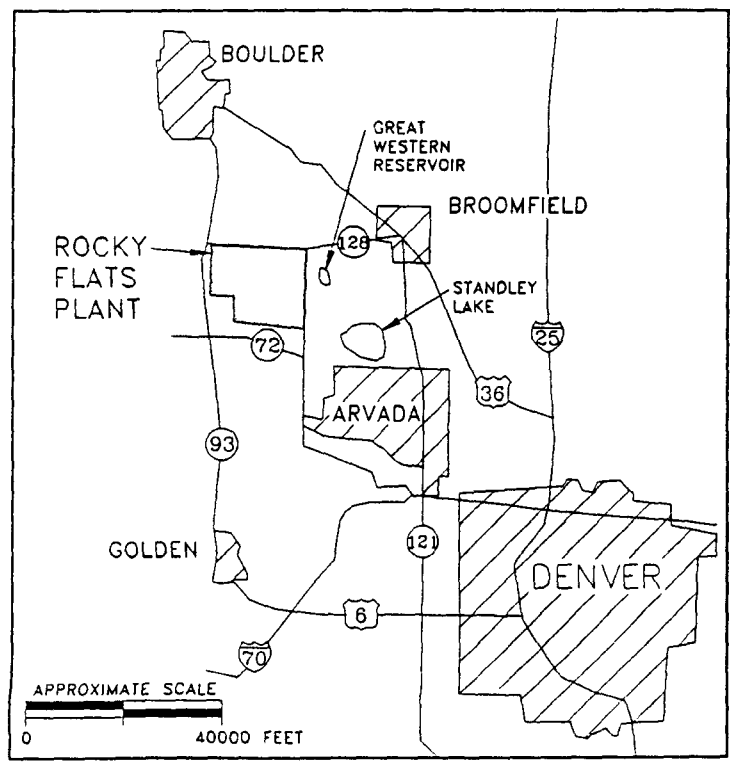 BOULDER
GREAT
WESTERN
RESERVOIR
BROOMFIELD
128
ROCKY
FLATS
PLANT
STANDLEY
LAKE
72
25
36
ARVADA
93
GOLDEN
121
DENVER
6
70
APPROXIMATE SCALE
0 40000 FEET